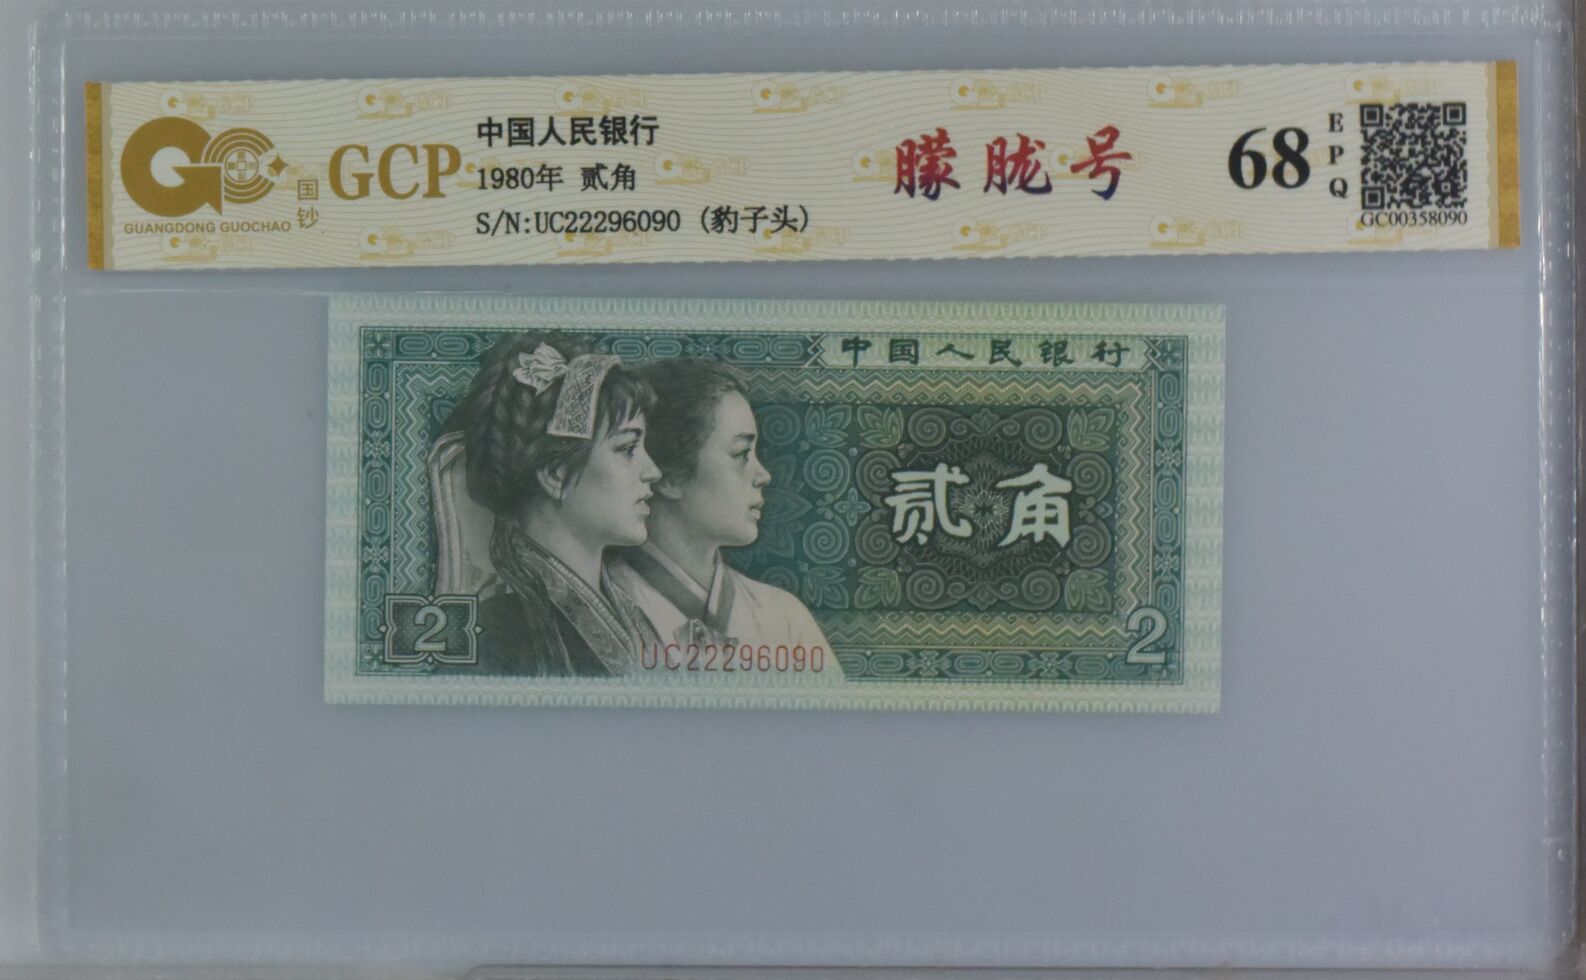 中国人民银行
1980年 贰角
S/N:UC22296090 (豹子头)
GCP
国钞
GUANGDONG GUOCHAO
朦胧号
68
EPQ
GC00358090
中国人民银行
贰角
2
2
UC22296090